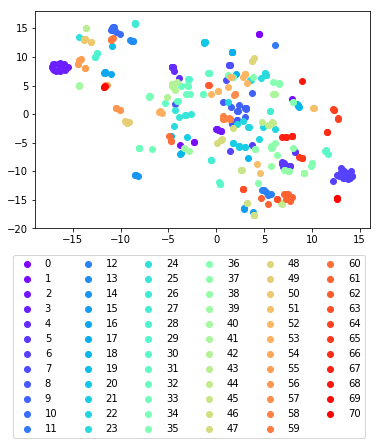 15
10
5
0
−5
−10
−15
−20
−15 −10 −5 0 5 10 15
0 12 24 36 48 60
1 13 25 37 49 61
2 14 26 38 50 62
3 15 27 39 51 63
4 16 28 40 52 64
5 17 29 41 53 65
6 18 30 42 54 66
7 19 31 43 55 67
8 20 32 44 56 68
9 21 33 45 57 69
10 22 34 46 58 70
11 23 35 47 59